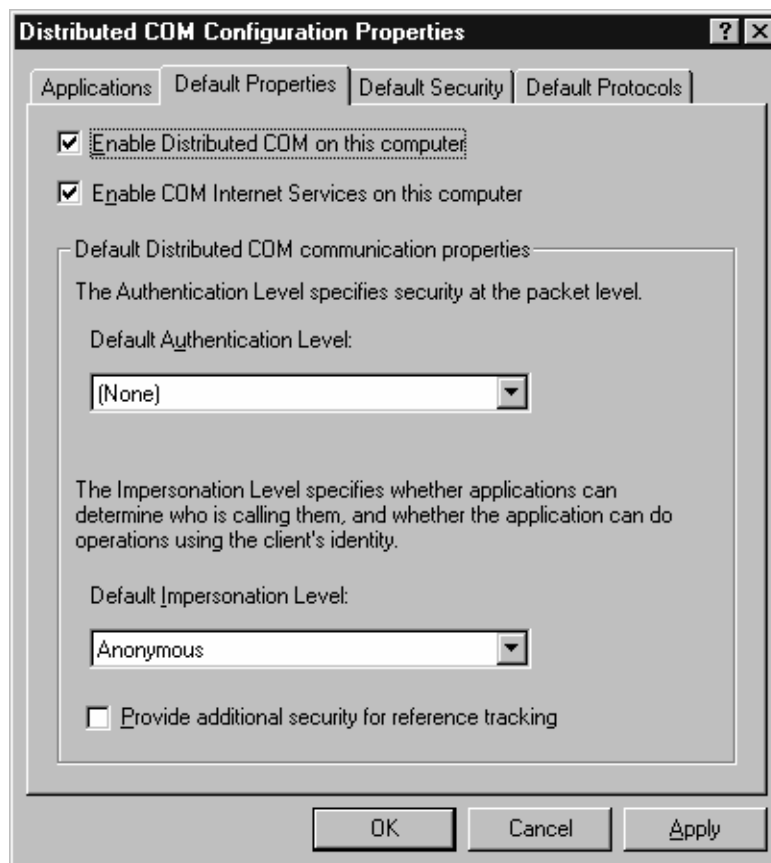 Distributed COM Configuration Properties
Applications Default Properties Default Security Default Protocols
Enable Distributed COM on this computer
Enable COM Internet Services on this computer
Default Distributed COM communication properties
The Authentication Level specifies security at the packet level.
Default Authentication Level:
(None)
The Impersonation Level specifies whether applications can
determine who is calling them, and whether the application can do
operations using the client's identity.
Default Impersonation Level:
Anonymous
Provide additional security for reference tracking
OK Cancel Apply